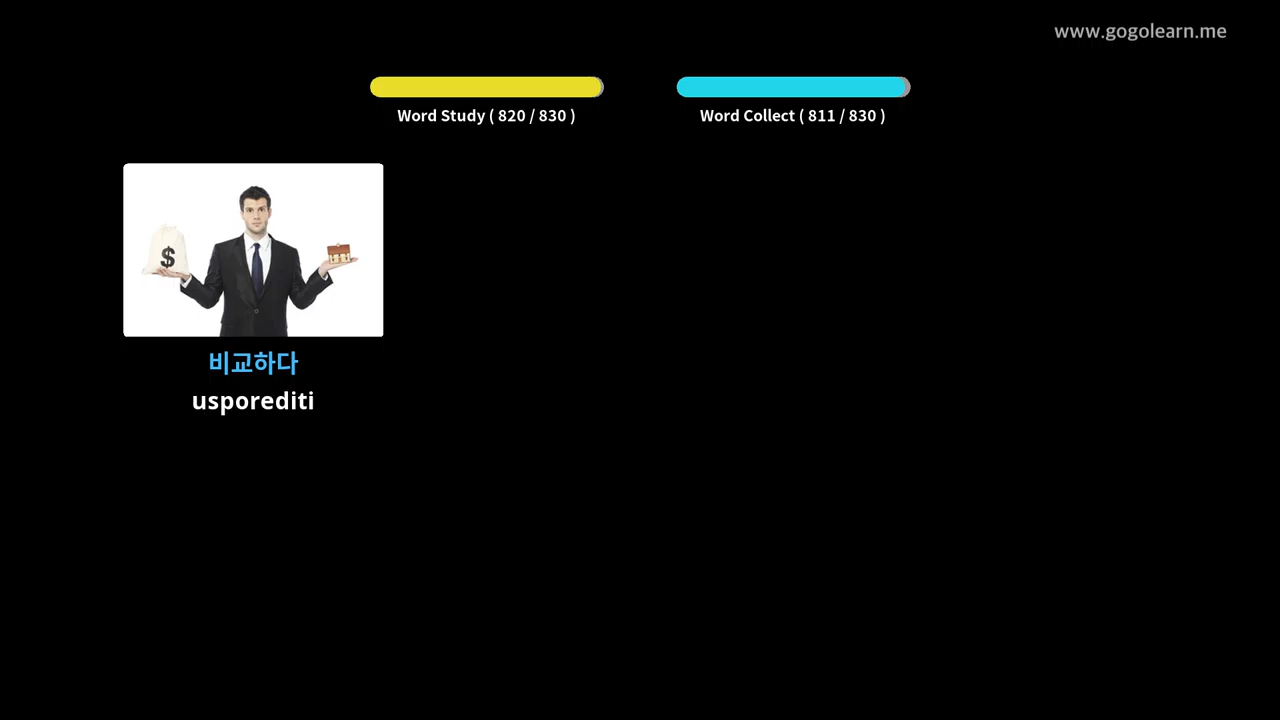 www.gogolearn.me
Word Study ( 820 / 830 )
Word Collect ( 811 / 830 )
$
비교하다
usporediti